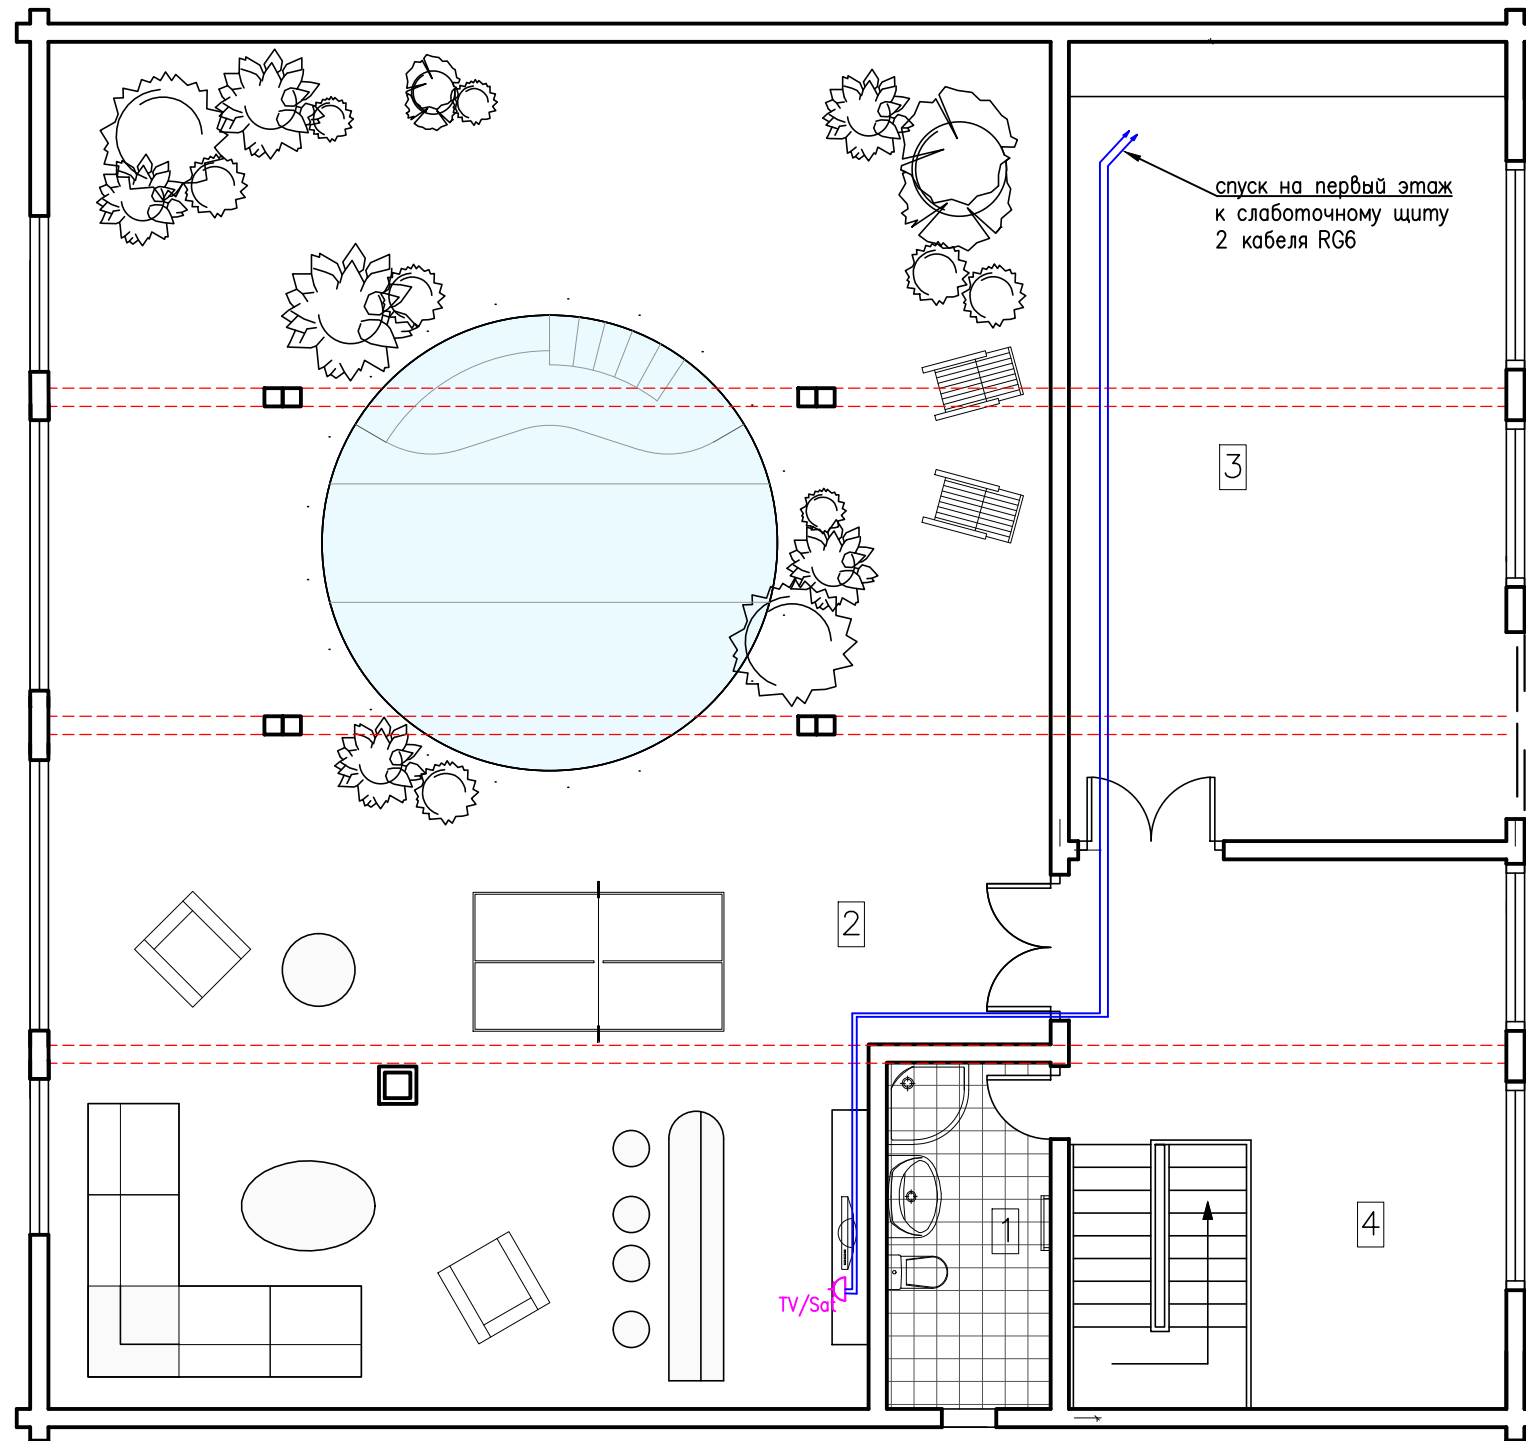 спуск на первый этаж
к слаботочному щиту
2 кабеля RG6
3
2
1
4
TV/Sat